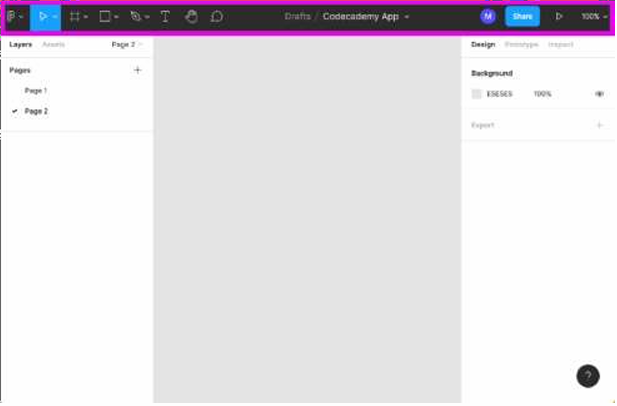 Drafts / Codecademy App
M
Share
100%
Layers Assets Page 2
Design Prototype Inspect
Pages +
Page 1
Page 2
Background
E5E5E5 100%
Export +
?